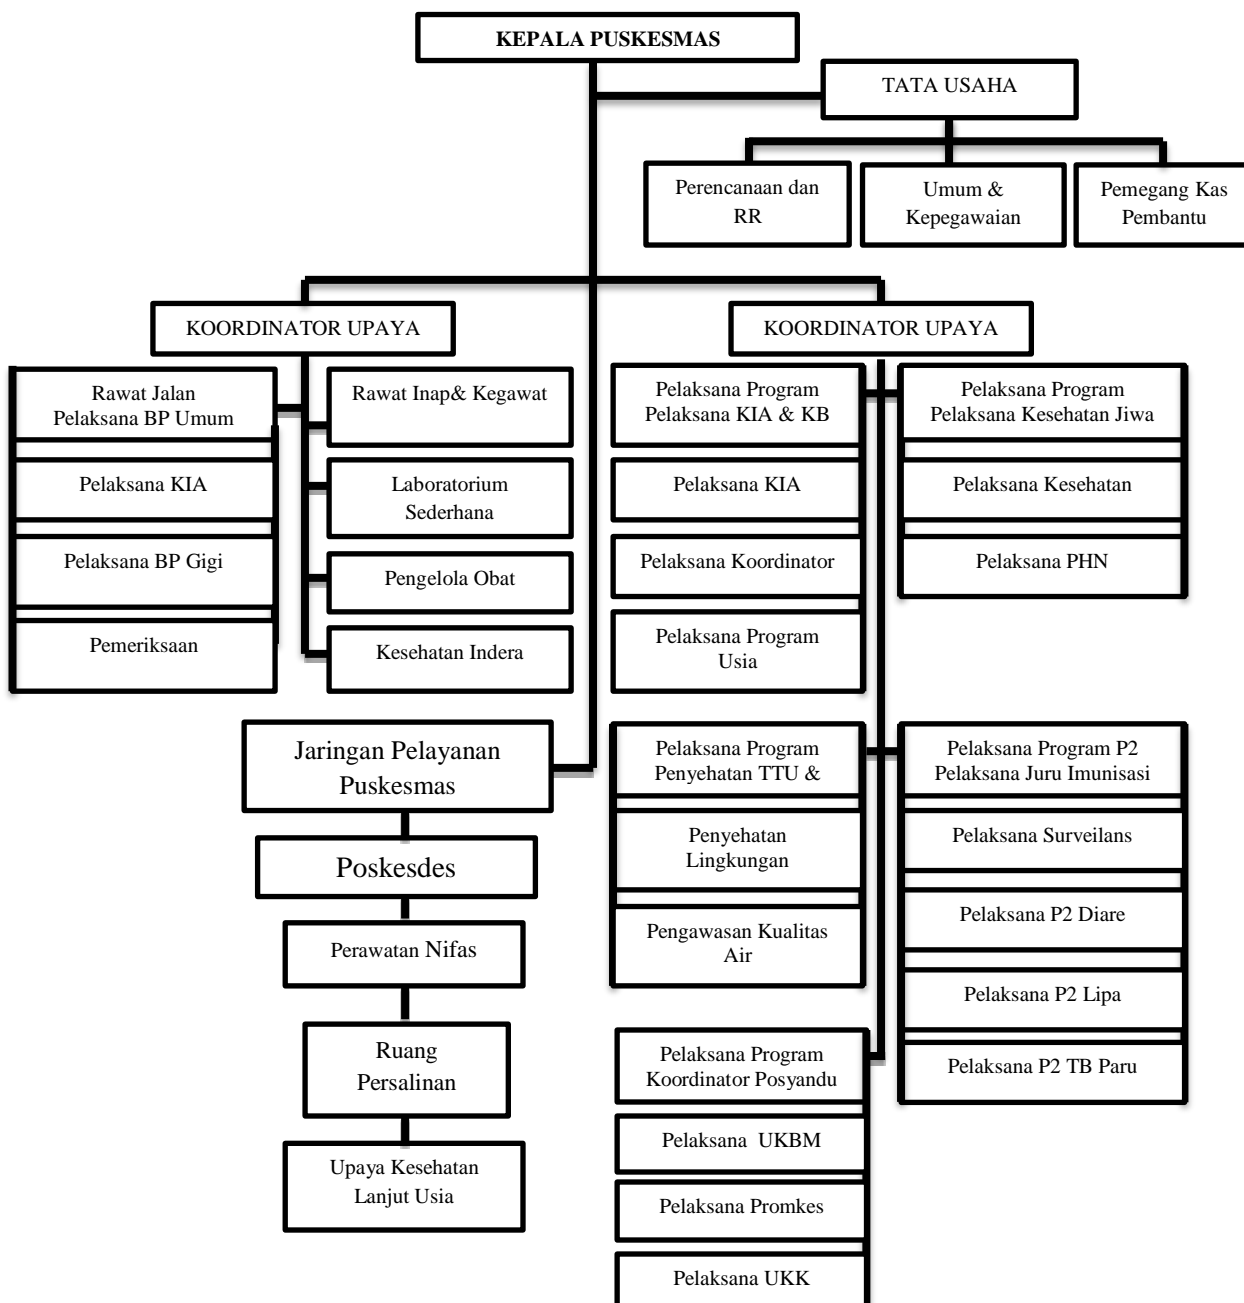 KEPALA PUSKESMAS
TATA USAHA
Perencanaan dan
RR
Umum &
Kepegawaian
Pemegang Kas
Pembantu
KOORDINATOR UPAYA
Rawat Jalan
Pelaksana BP Umum
Pelaksana KIA
Pelaksana BP Gigi
Pemeriksaan
Rawat Inap& Kegawat
Laboratorium
Sederhana
Pengelola Obat
Kesehatan Indera
KOORDINATOR UPAYA
Pelaksana Program
Pelaksana KIA & KB
Pelaksana KIA
Pelaksana Koordinator
Pelaksana Program
Usia
Pelaksana Program
Pelaksana Kesehatan Jiwa
Pelaksana Kesehatan
Pelaksana PHN
Jaringan Pelayanan
Puskesmas
Poskesdes
Perawatan Nifas
Ruang
Persalinan
Upaya Kesehatan
Lanjut Usia
Pelaksana Program
Penyehatan TTU &
Penyehatan
Lingkungan
Pengawasan Kualitas
Air
Pelaksana Program P2
Pelaksana Juru Imunisasi
Pelaksana Surveilans
Pelaksana P2 Diare
Pelaksana P2 Lipa
Pelaksana P2 TB Paru
Pelaksana Program
Koordinator Posyandu
Pelaksana UKBM
Pelaksana Promkes
Pelaksana UKK